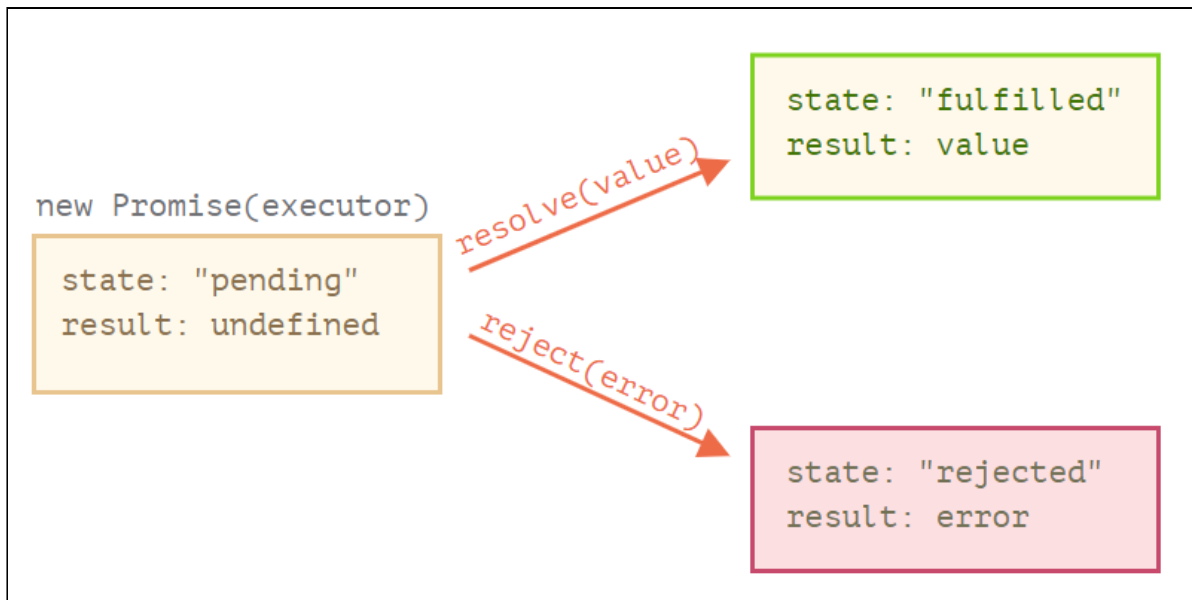 new Promise(executor)
state: "pending"
result: undefined
resolve(value)
reject(error)
state: "fulfilled"
result: value
state: "rejected"
result: error